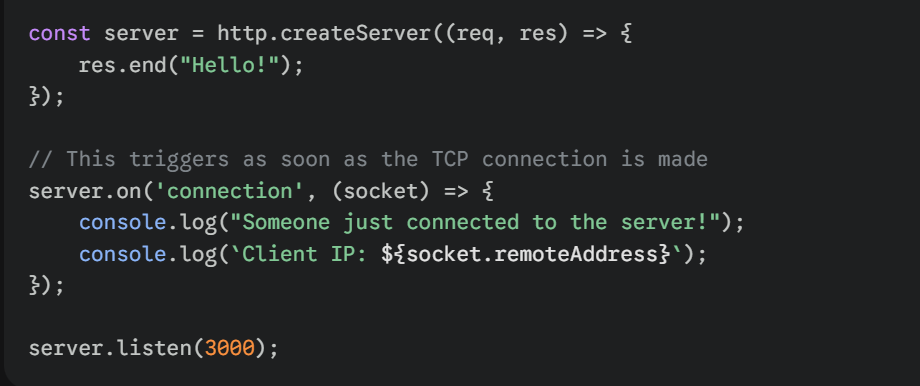 const server = http.createServer((req, res) => {
    res.end("Hello!");
});

// This triggers as soon as the TCP connection is made
server.on('connection', (socket) => {
    console.log("Someone just connected to the server!");
    console.log(`Client IP: ${socket.remoteAddress}`);
});

server.listen(3000);